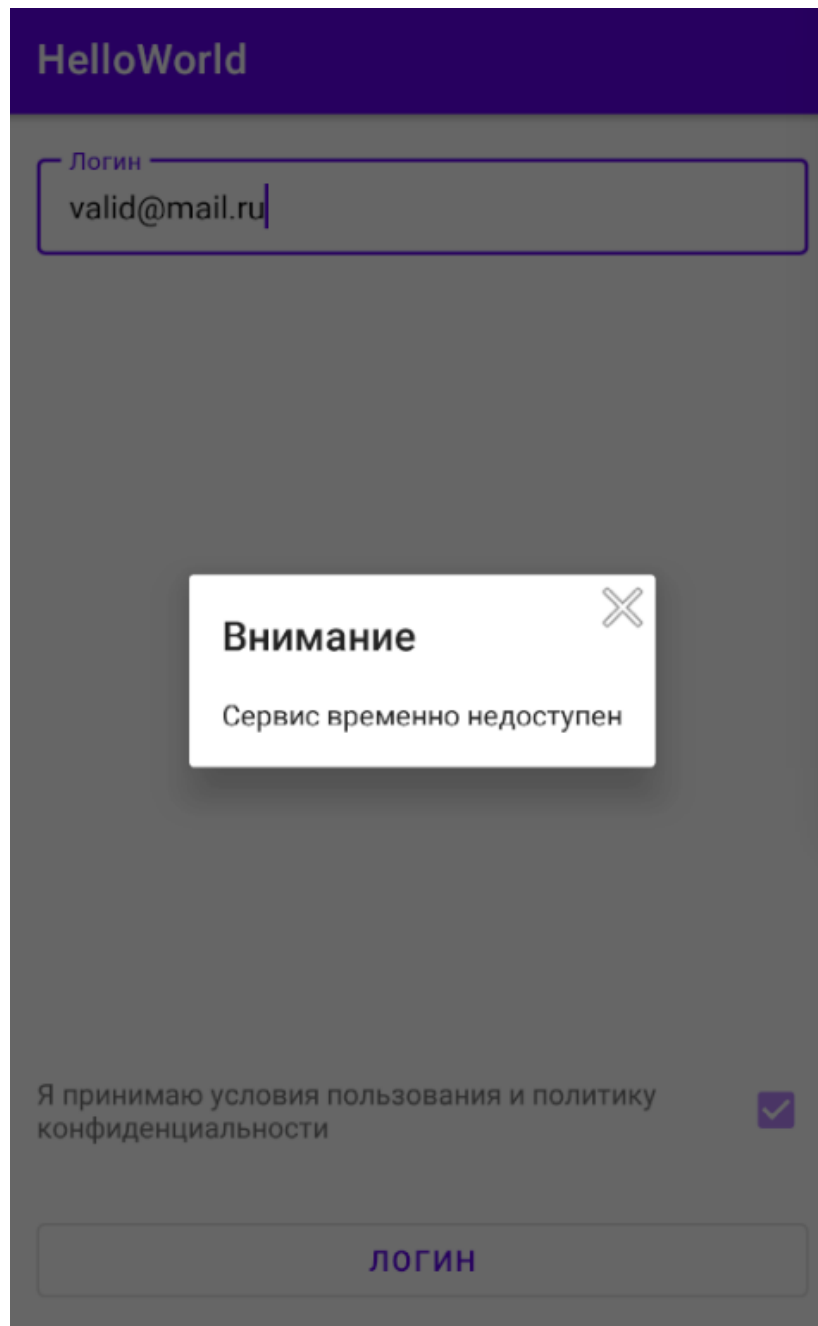 HelloWorld
Логин
valid@mail.ru
Внимание
Сервис временно недоступен
Я принимаю условия пользования и политику
конфиденциальности
ЛОГИН